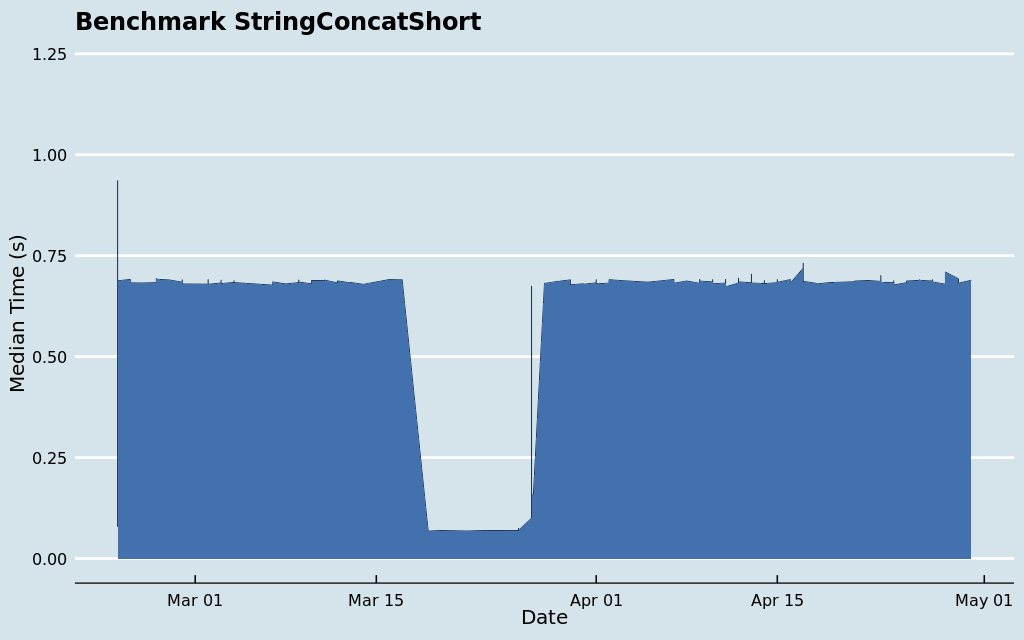 Benchmark StringConcatShort
1.25
1.00
0.75
0.50
0.25
0.00
Median Time (s)
Mar 01 Mar 15 Apr 01 Apr 15 May 01
Date